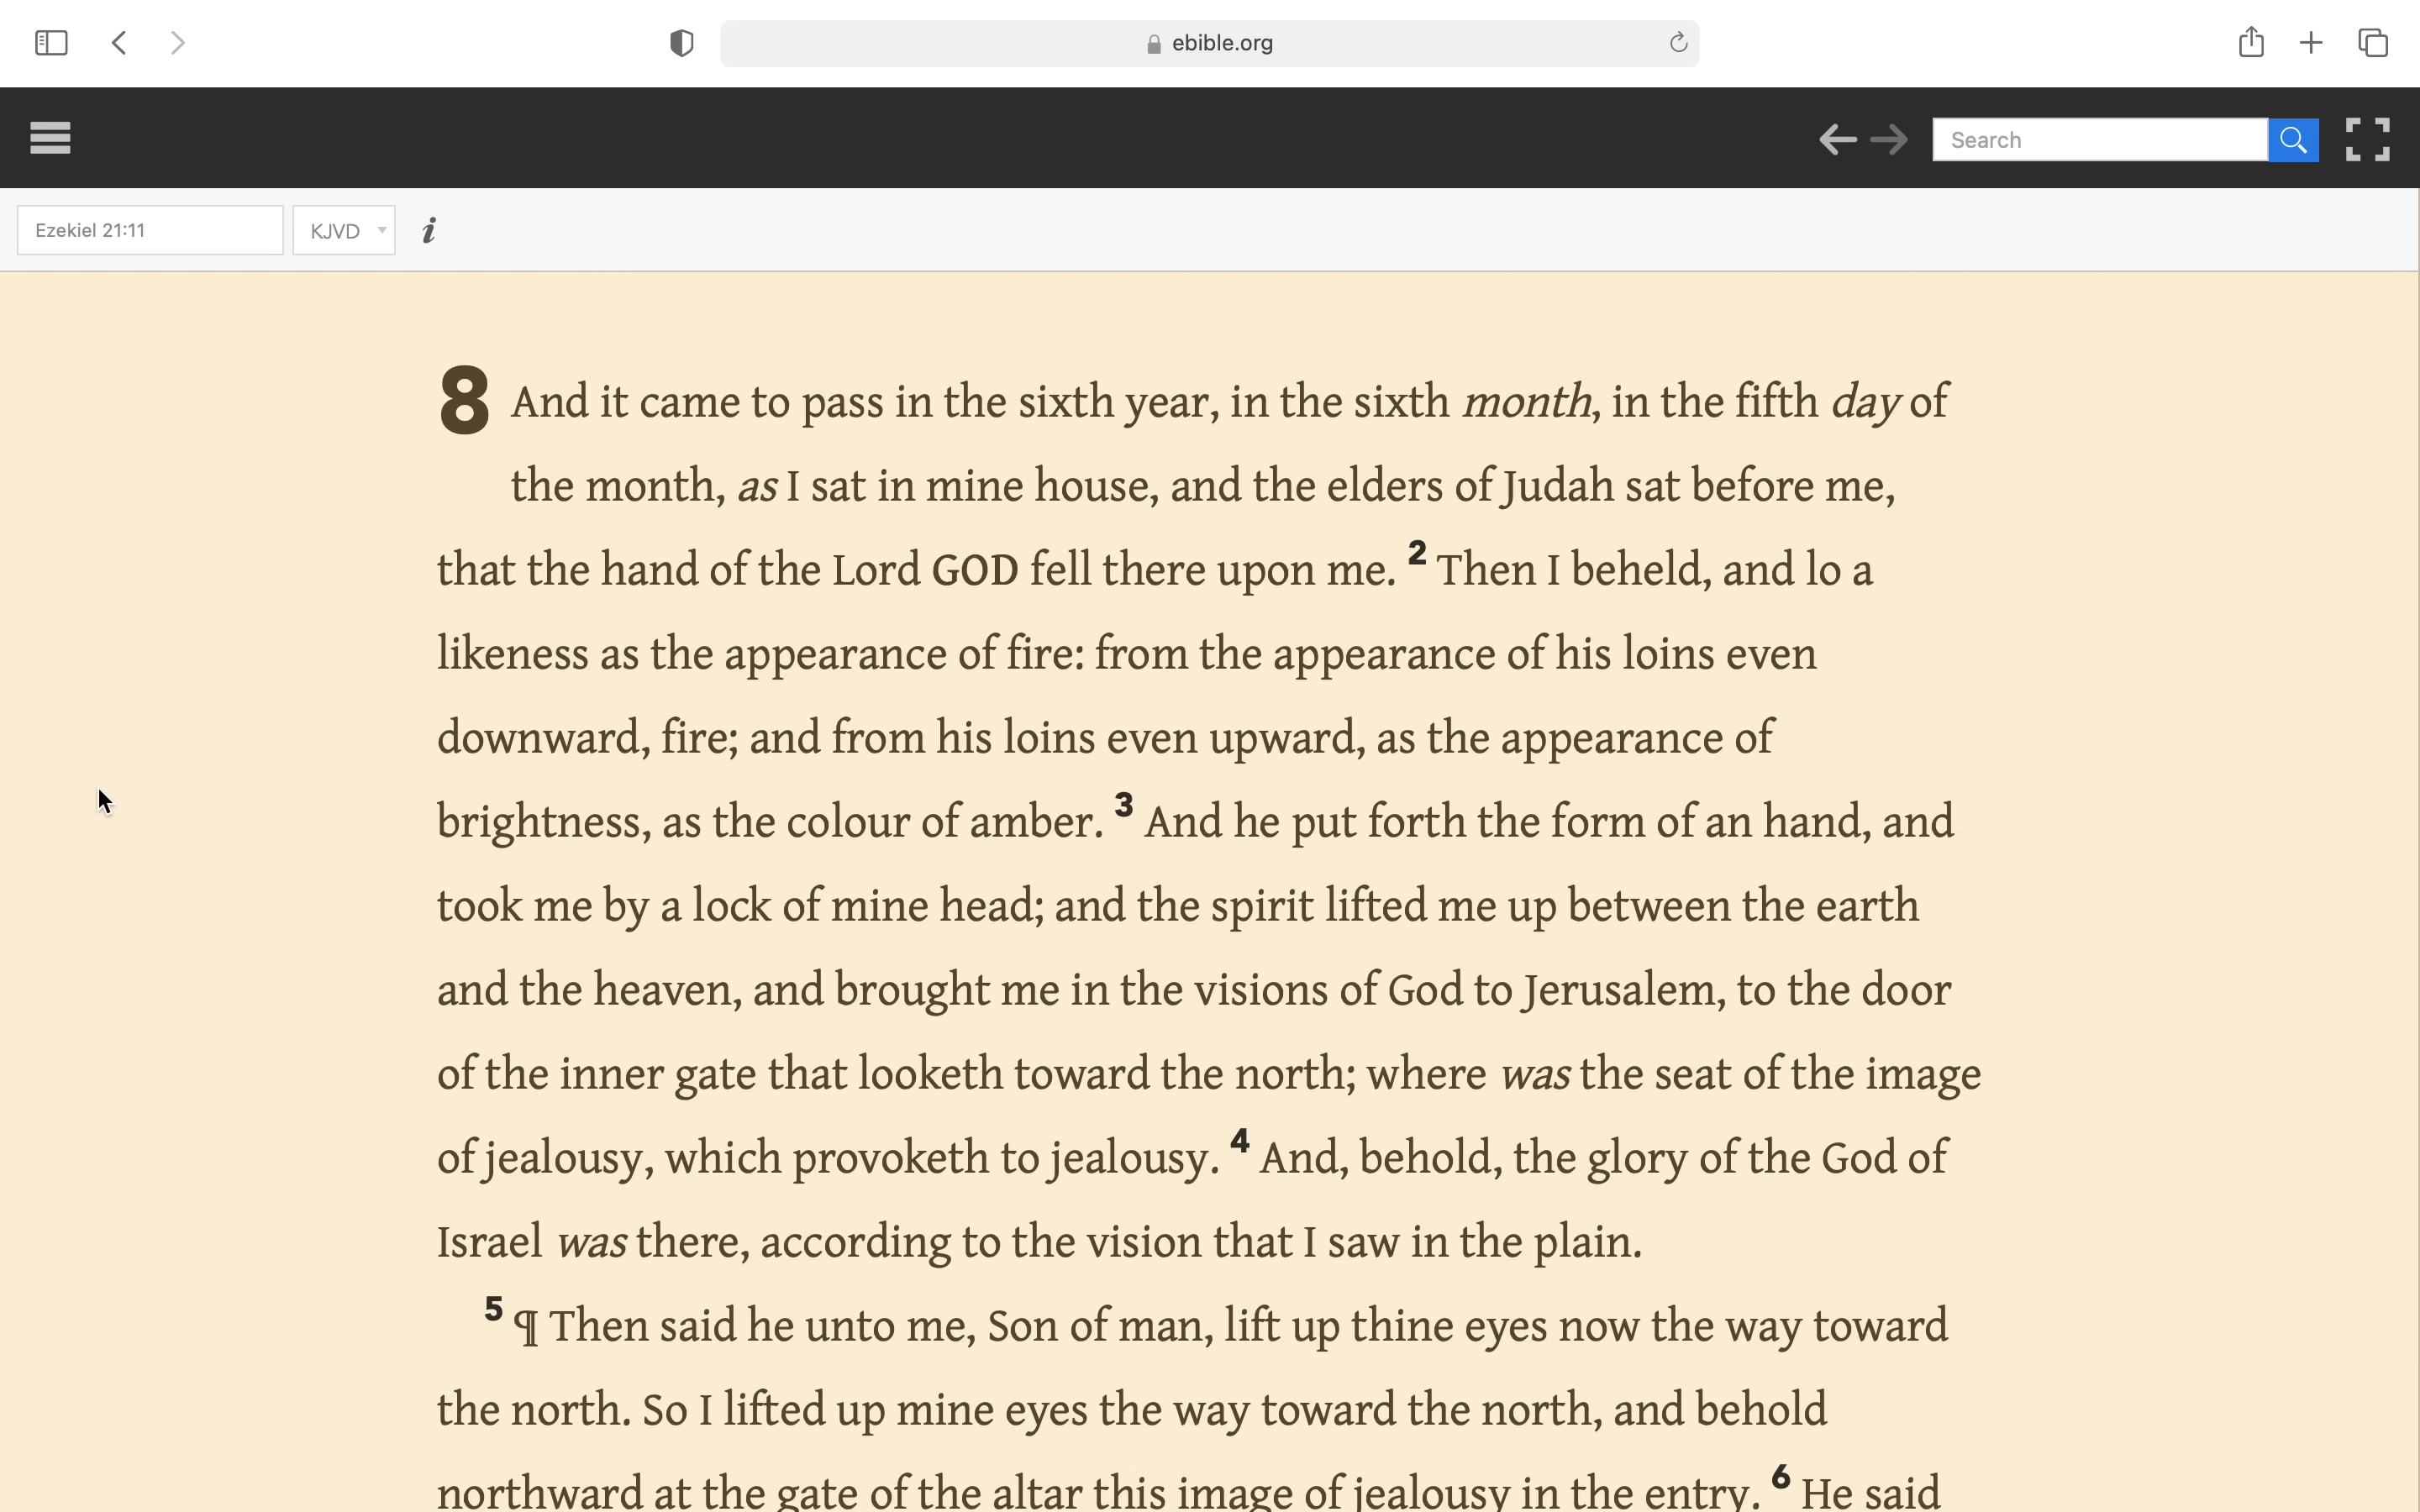 ebible.org
Search
Ezekiel 21:11
KJVD
i
8 And it came to pass in the sixth year, in the sixth month, in the fifth day of
the month, as I sat in mine house, and the elders of Judah sat before me,
that the hand of the Lord GOD fell there upon me. 2 Then I beheld, and lo a
likeness as the appearance of fire: from the appearance of his loins even
downward, fire; and from his loins even upward, as the appearance of
brightness, as the colour of amber. 3 And he put forth the form of an hand, and
took me by a lock of mine head; and the spirit lifted me up between the earth
and the heaven, and brought me in the visions of God to Jerusalem, to the door
of the inner gate that looketh toward the north; where was the seat of the image
of jealousy, which provoketh to jealousy. 4 And, behold, the glory of the God of
Israel was there, according to the vision that I saw in the plain.
5 ¶ Then said he unto me, Son of man, lift up thine eyes now the way toward
the north. So I lifted up mine eyes the way toward the north, and behold
northward at the gate of the altar this image of jealousy in the entry. 6 He said